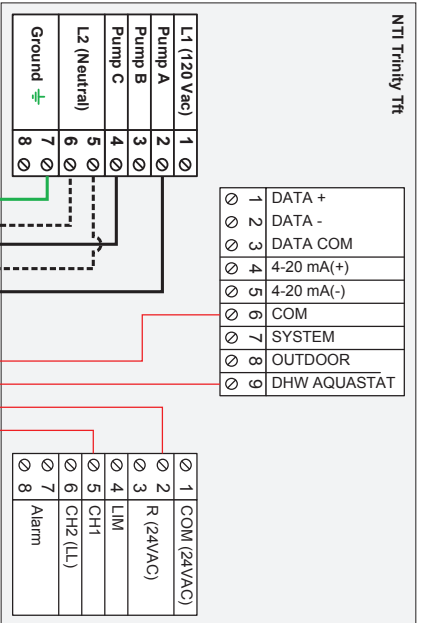 NTI Trinity Tft
L1 (120 Vac) 1
Pump A 2
Pump B 3
Pump C 4
L2 (Neutral) 5
6
Ground 7
8
1 DATA +
2 DATA -
3 DATA COM
4 4-20 mA(+)
5 4-20 mA(-)
6 COM
7 SYSTEM
8 OUTDOOR
9 DHW AQUASTAT
1 COM (24VAC)
2 R (24VAC)
3
4 LIM
5 CH1
6 CH2 (LL)
7 Alarm
8